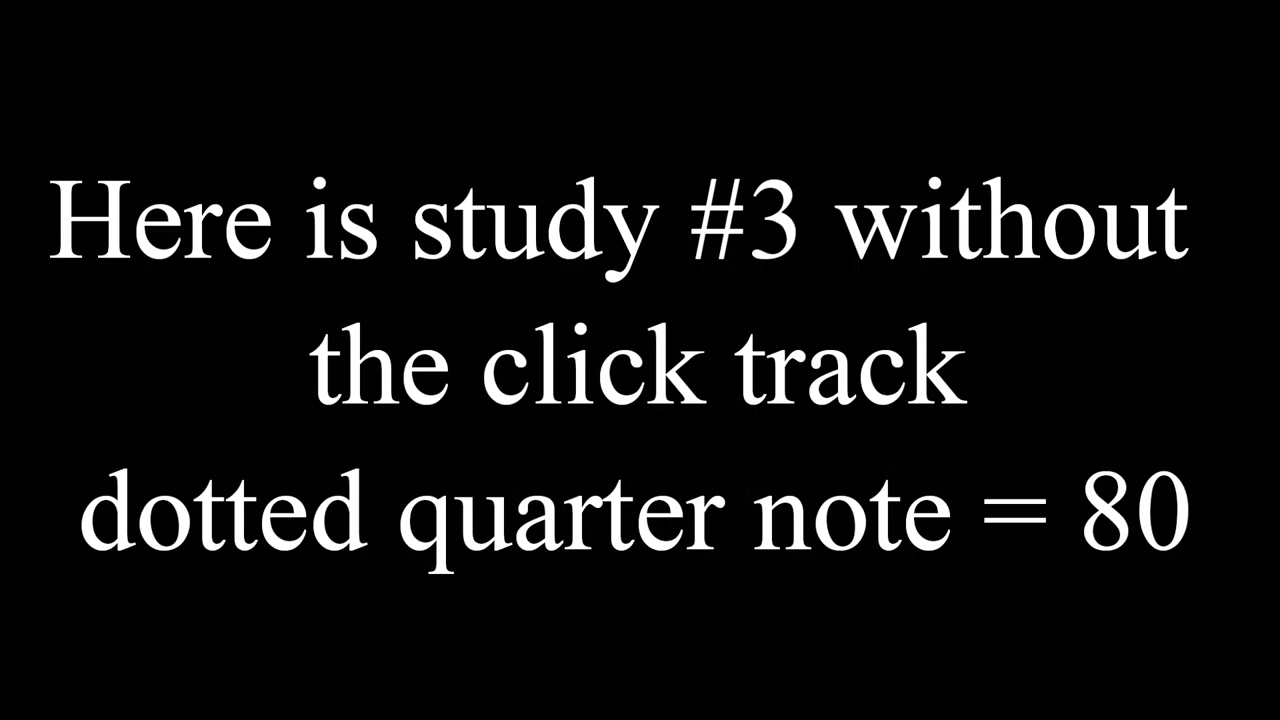 Here is study #3 without
the click track
dotted quarter note = 80